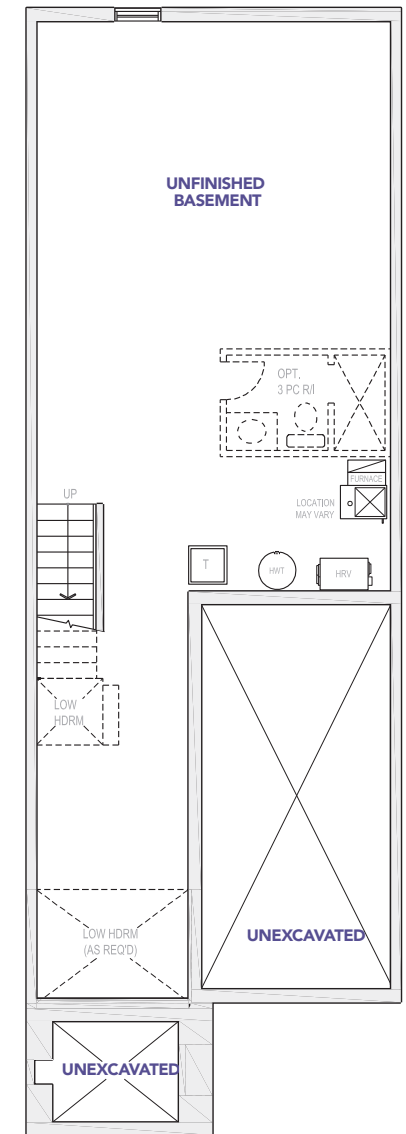 UNFINISHED
BASEMENT
OPT.
3 PC R/I
FURNACE
LOCATION
MAY VARY
UP
T
HWT
HRV
LOW
HDRM
LOW HDRM
(AS REQ'D)
UNEXCAVATED
UNEXCAVATED